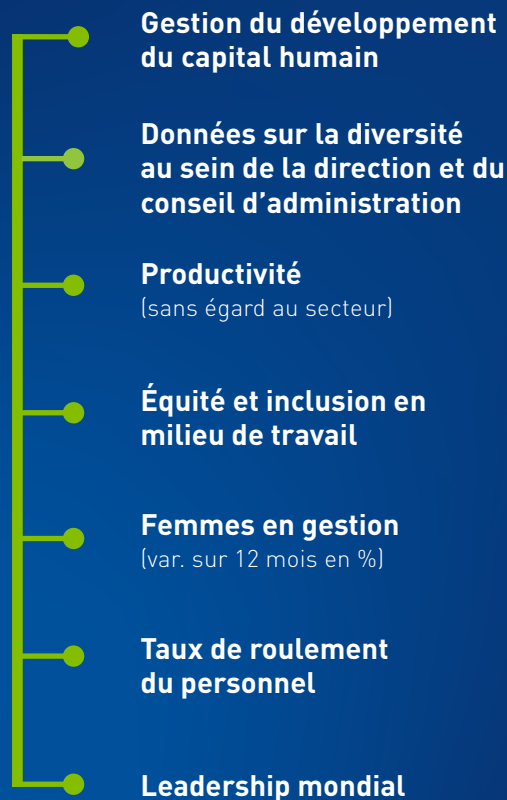 Gestion du développement
du capital humain
Données sur la diversité
au sein de la direction et du
conseil d’administration
Productivité
(sans égard au secteur)
Équité et inclusion en
milieu de travail
Femmes en gestion
(var. sur 12 mois en %)
Taux de roulement
du personnel
Leadership mondial